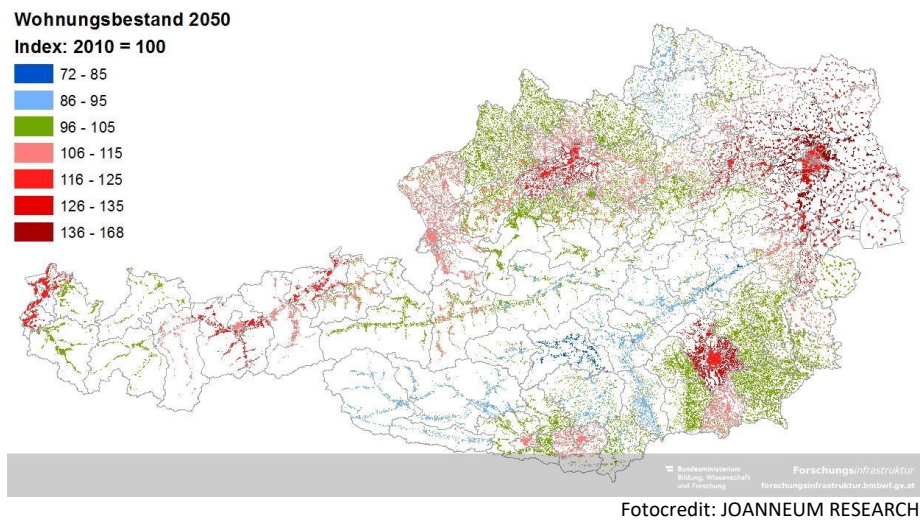 Wohnungsbestand 2050
Index: 2010 = 100
72 - 85
86 - 95
96 - 105
106 - 115
116 - 125
126 - 135
136 - 168
Bundesministerium
Bildung, Wissenschaft
und Forschung
Forschungsinfrastruktur
forschungsinfrastruktur.bmbwf.gv.at
Fotocredit: JOANNEUM RESEARCH